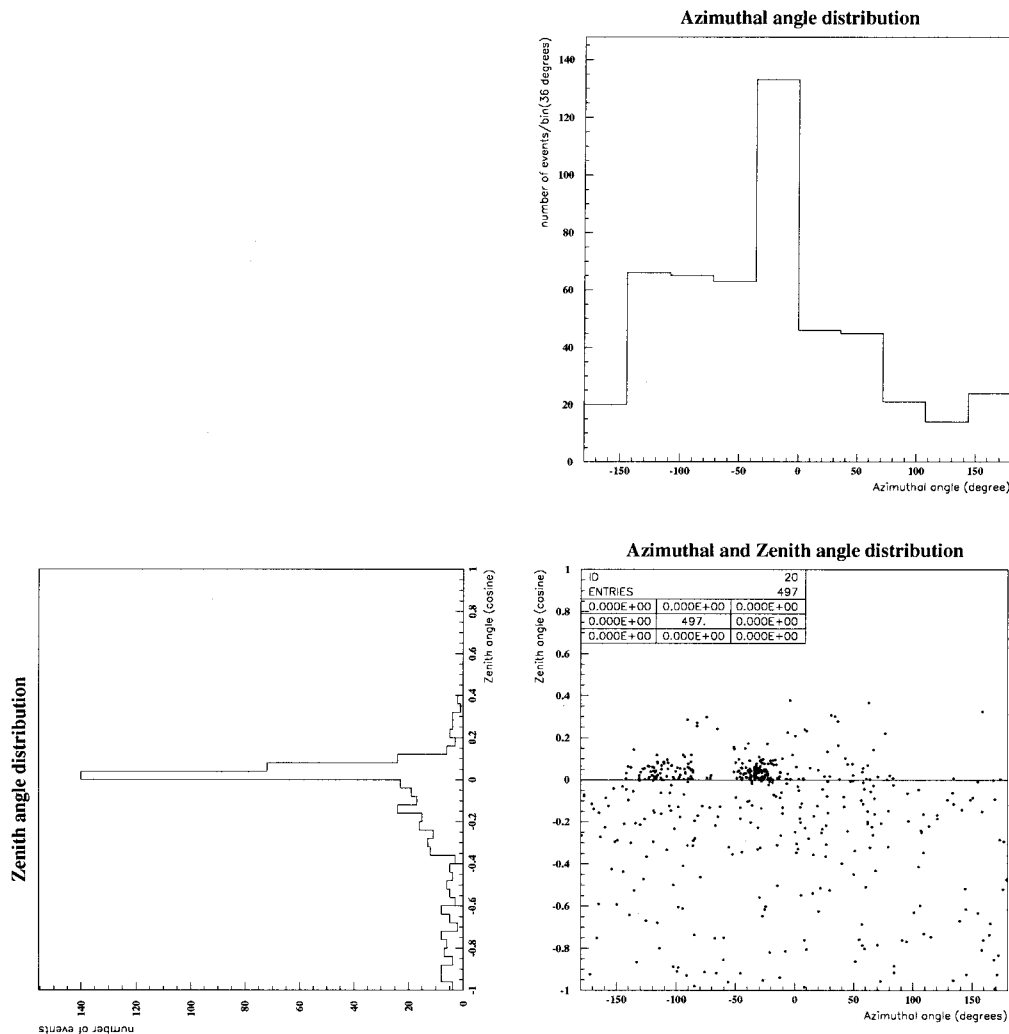 Azimuthal angle distribution
number of events/bin(36 degrees)
140
120
100
80
60
40
20
0
-150 -100 -50 0 50 100 150
Azimuthal angle (degree)
Zenith angle distribution
140 120 100 80 60 40 20 0
number of events
1
0.8
0.6
0.4
0.2
0
-0.2
-0.4
-0.6
-0.8
-1
Zenith angle (cosine)
Azimuthal and Zenith angle distribution
Zenith angle (cosine)
1
0.8
0.6
0.4
0.2
0
-0.2
-0.4
-0.6
-0.8
-1
ID 20
ENTRIES 497
0.000E+00 0.000E+00 0.000E+00
0.000E+00 497. 0.000E+00
0.000E+00 0.000E+00 0.000E+00
-150 -100 -50 0 50 100 150
Azimuthal angle (degrees)